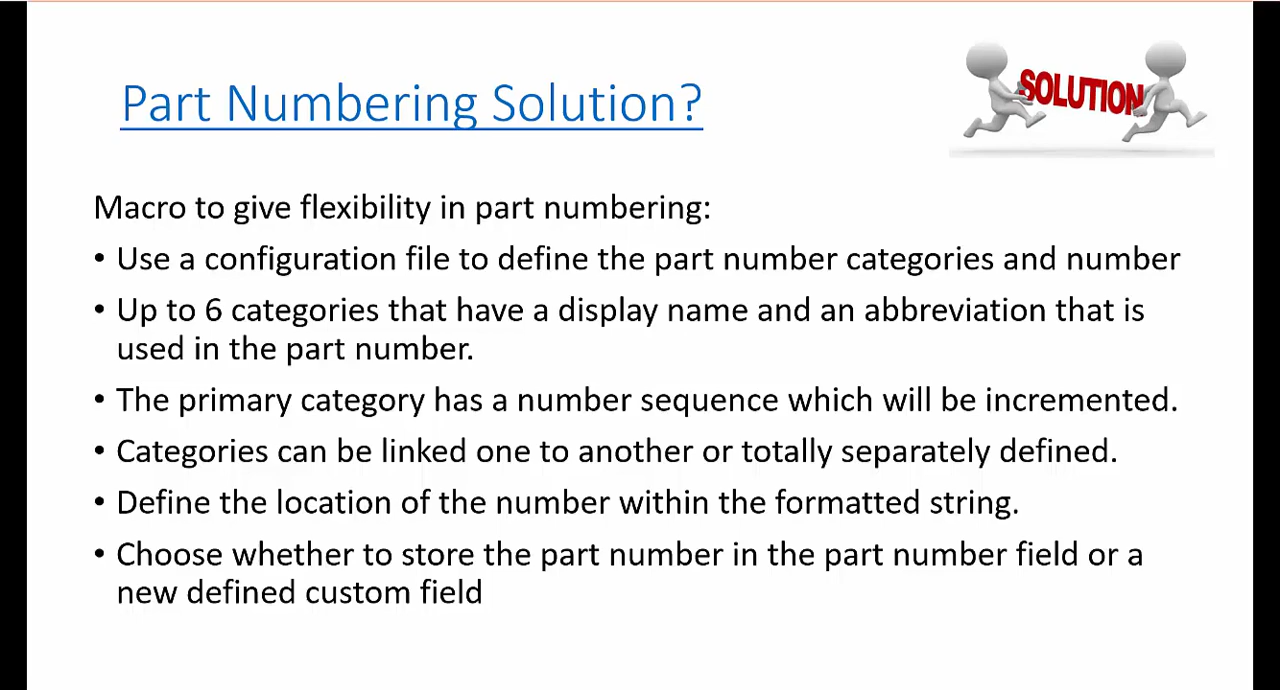 Part Numbering Solution?
SOLUTION
Macro to give flexibility in part numbering:
• Use a configuration file to define the part number categories and number
• Up to 6 categories that have a display name and an abbreviation that is
used in the part number.
• The primary category has a number sequence which will be incremented.
• Categories can be linked one to another or totally separately defined.
• Define the location of the number within the formatted string.
• Choose whether to store the part number in the part number field or a
new defined custom field